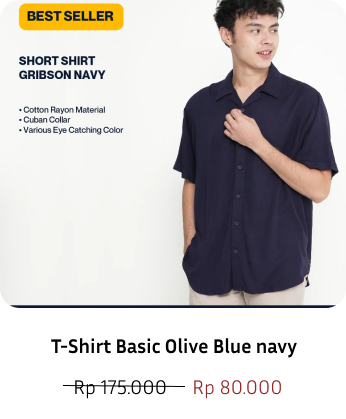 BEST SELLER
SHORT SHIRT
GRIBSON NAVY
• Cotton Rayon Material
• Cuban Collar
• Various Eye Catching Color
T-Shirt Basic Olive Blue navy
Rp 175.000 Rp 80.000